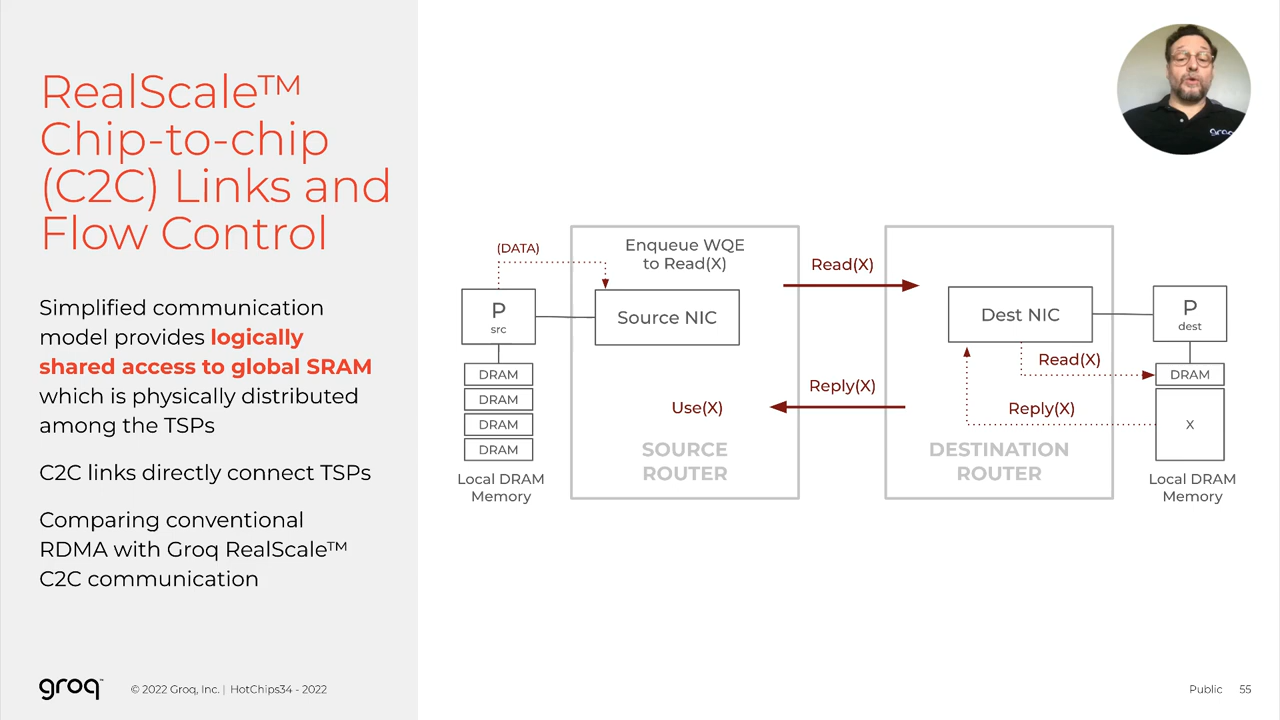 RealScale™
Chip-to-chip
(C2C) Links and
Flow Control
Simplified communication
model provides logically
shared access to global SRAM
which is physically distributed
among the TSPs
C2C links directly connect TSPs
Comparing conventional
RDMA with Groq RealScale™
C2C communication
groq™
© 2022 Groq, Inc. | HotChips34 - 2022
(DATA)
P
src
DRAM
DRAM
DRAM
DRAM
Local DRAM
Memory
Enqueue WQE
to Read(X)
Source NIC
Use(X)
SOURCE
ROUTER
Read(X)
Reply(X)
Dest NIC
Read(X)
Reply(X)
DESTINATION
ROUTER
P
dest
DRAM
X
Local DRAM
Memory
groq
Public 55